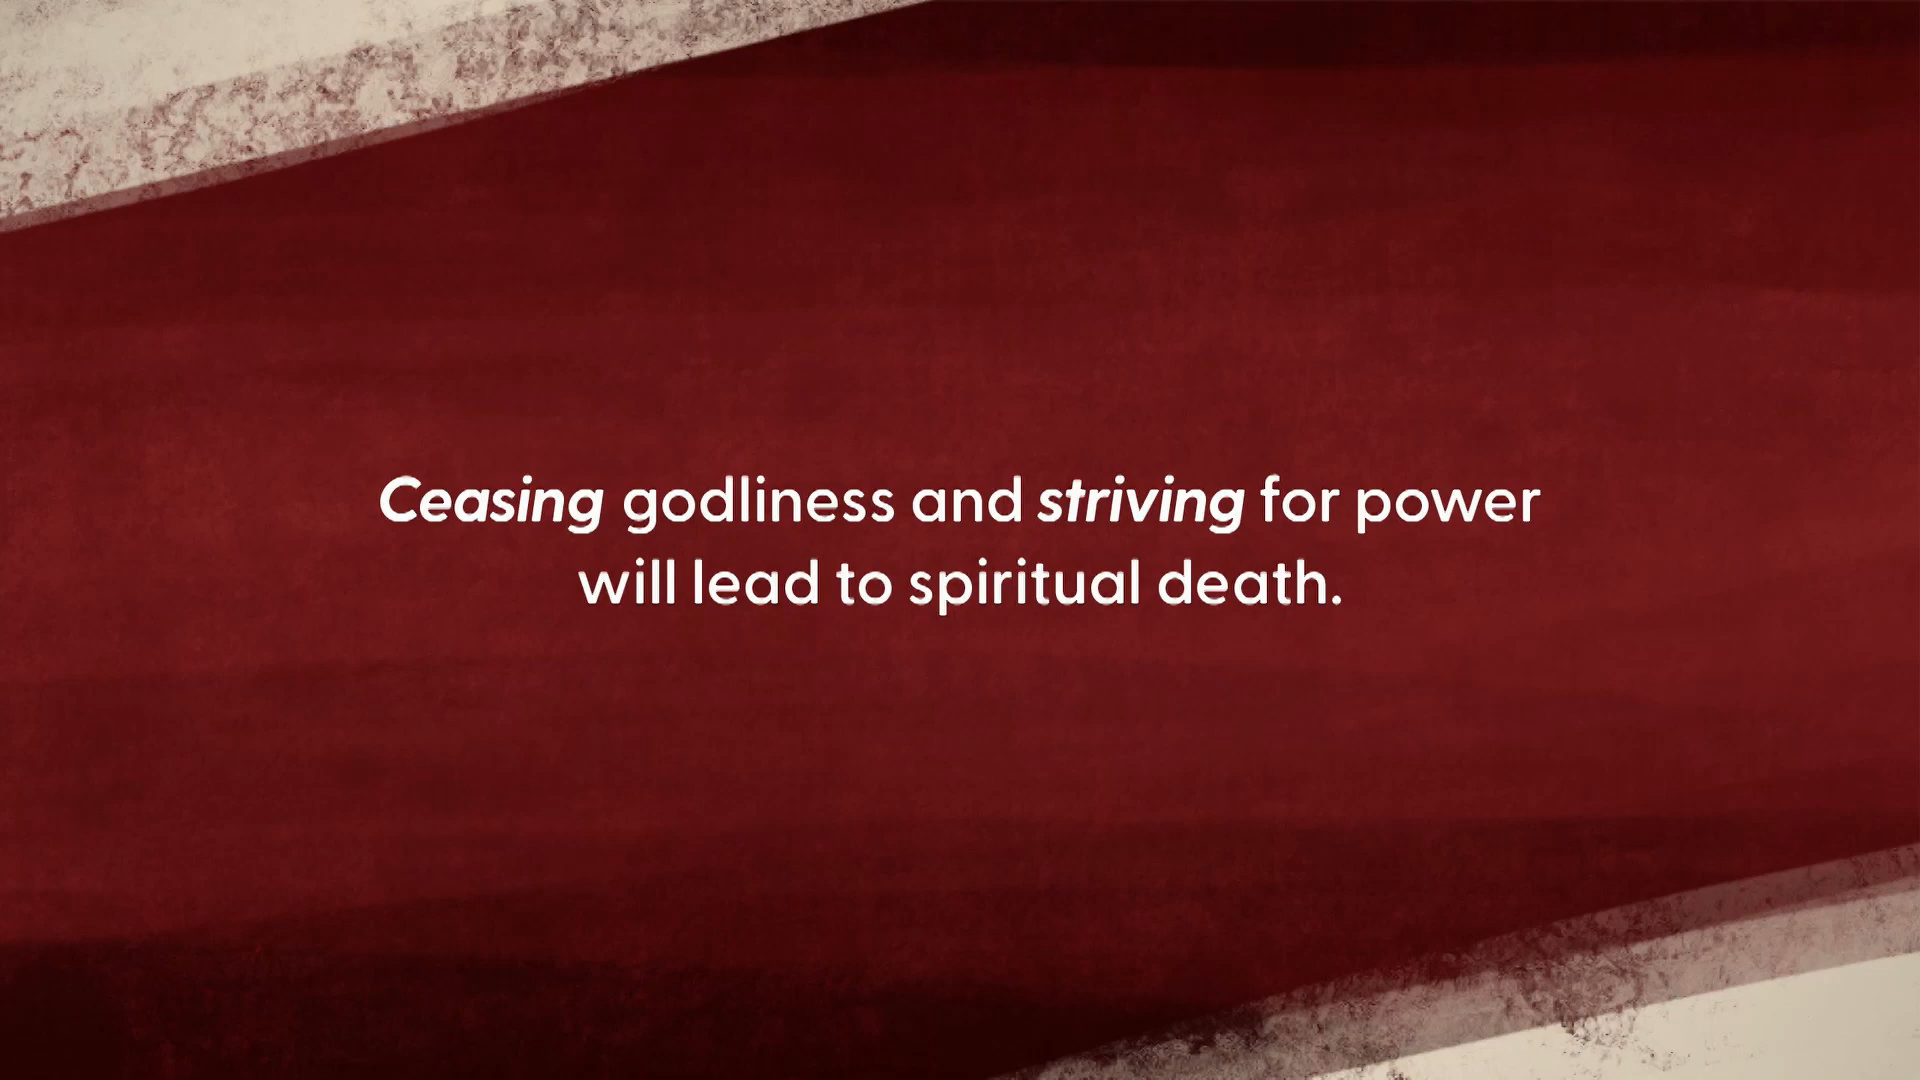 Ceasing godliness and striving for power
will lead to spiritual death.